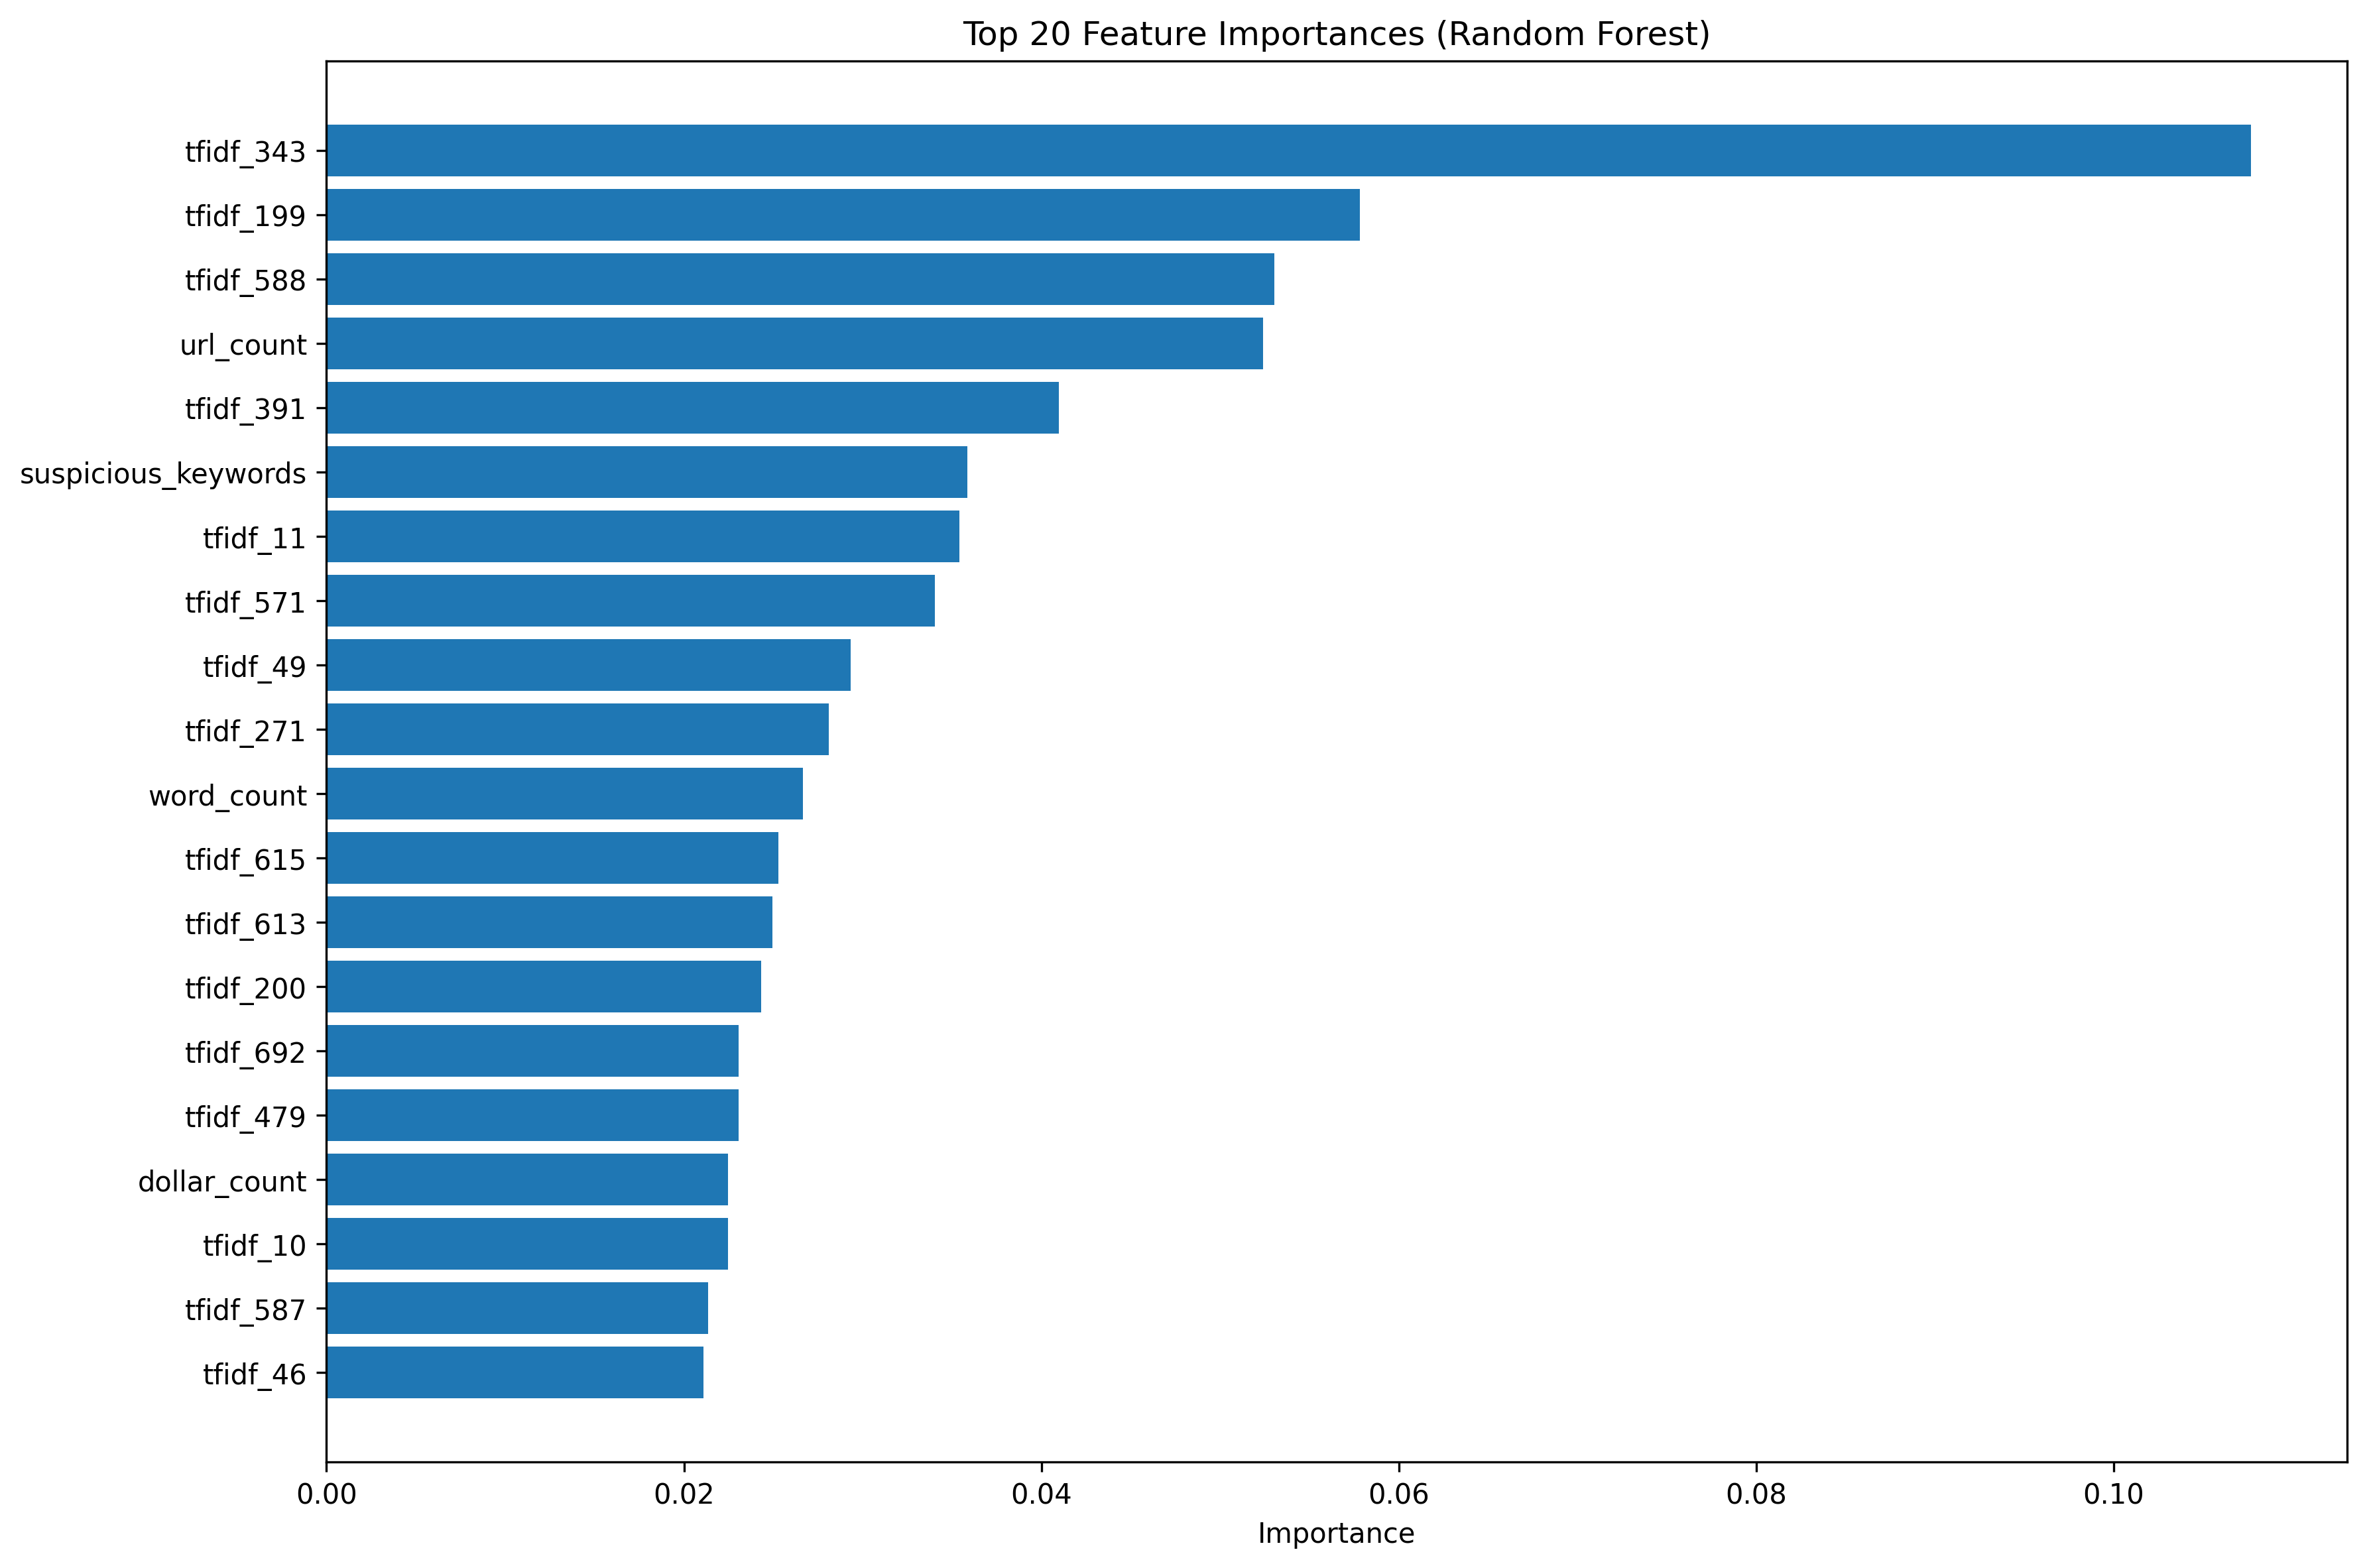 Top 20 Feature Importances (Random Forest)
tfidf_343
tfidf_199
tfidf_588
url_count
tfidf_391
suspicious_keywords
tfidf_11
tfidf_571
tfidf_49
tfidf_271
word_count
tfidf_615
tfidf_613
tfidf_200
tfidf_692
tfidf_479
dollar_count
tfidf_10
tfidf_587
tfidf_46
0.00 0.02 0.04 0.06 0.08 0.10
Importance